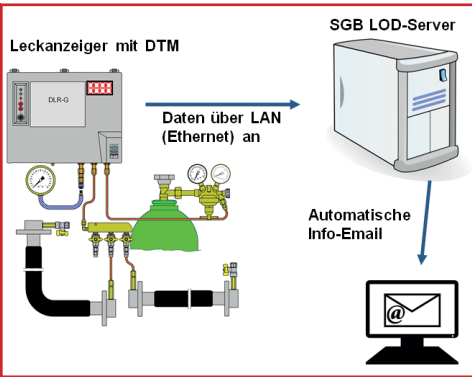 SGB LOD-Server
Leckanzeiger mit DTM
DLR-G
Daten über LAN
(Ethernet) an
Automatische
Info-Email
@